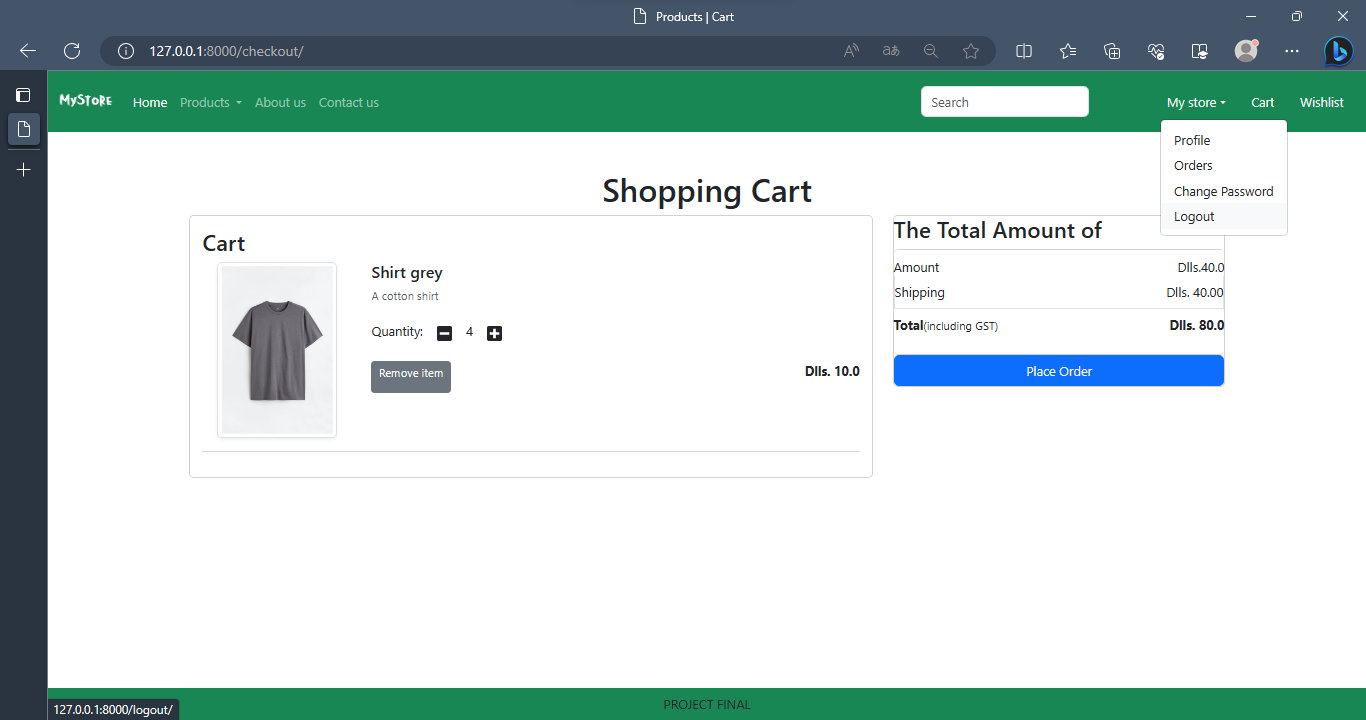 Products | Cart
127.0.0.1:8000/checkout/
MyStoRe
Home Products About us Contact us
Search
My store Cart Wishlist
Profile
Orders
Change Password
Logout
Shopping Cart
Cart
Shirt grey
A cotton shirt
Quantity: 4
Remove item
Dlls. 10.0
The Total Amount of
Amount Dlls.40.0
Shipping Dlls. 40.00
Total(including GST) Dlls. 80.0
Place Order
PROJECT FINAL
127.0.0.1:8000/logout/